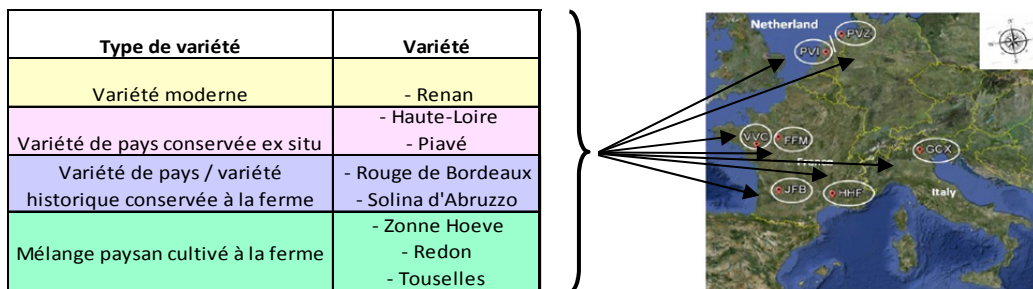 Type de variété
Variété
Variété moderne
- Renan
Variété de pays conservée ex situ
- Haute-Loire
- Piavé
Variété de pays / variété
historique conservée à la ferme
- Rouge de Bordeaux
- Solina d'Abruzzo
Mélange paysan cultivé à la ferme
- Zonne Hoeve
- Redon
- Touselles
Netherland
PVI
PVZ
VVC
FFM
GCX
France
JFB
HHF
Italy